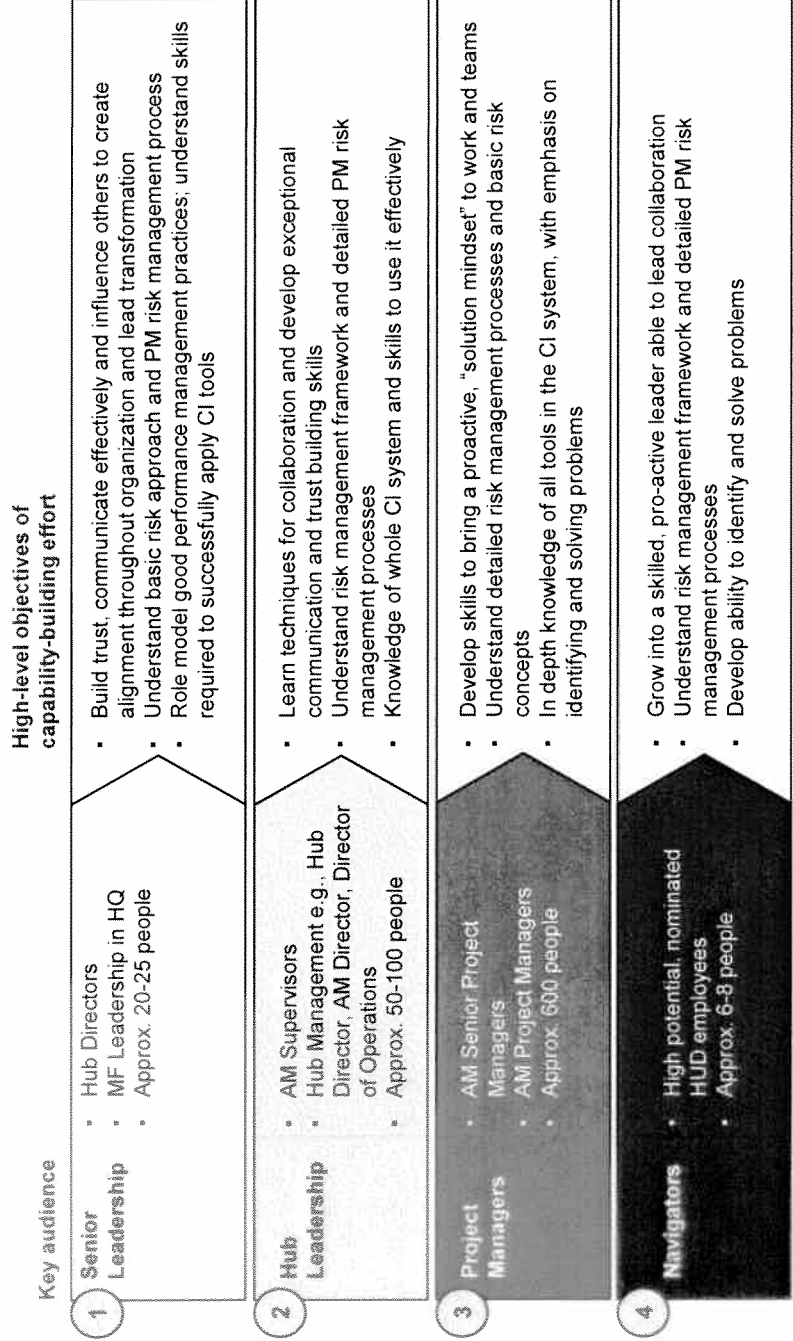 High-level objectives of
capability-building effort
Key audience
1
Senior
Leadership
▪ Hub Directors
▪ MF Leadership in HQ
▪ Approx. 20-25 people
▪ Build trust, communicate effectively and influence others to create
alignment throughout organization and lead transformation
▪ Understand basic risk approach and PM risk management process
▪ Role model good performance management practices; understand skills
required to successfully apply CI tools
2
Hub
Leadership
▪ AM Supervisors
▪ Hub Management e.g., Hub
Director, AM Director, Director
of Operations
▪ Approx. 50-100 people
▪ Learn techniques for collaboration and develop exceptional
communication and trust building skills
▪ Understand risk management framework and detailed PM risk
management processes
▪ Knowledge of whole CI system and skills to use it effectively
3
Project
Managers
▪ AM Senior Project
Managers
▪ AM Project Managers
▪ Approx. 600 people
▪ Develop skills to bring a proactive, “solution mindset” to work and teams
▪ Understand detailed risk management processes and basic risk
concepts
▪ In depth knowledge of all tools in the CI system, with emphasis on
identifying and solving problems
4
Navigators
▪ High potential, nominated
HUD employees
▪ Approx. 6-8 people
▪ Grow into a skilled, pro-active leader able to lead collaboration
▪ Understand risk management framework and detailed PM risk
management processes
▪ Develop ability to identify and solve problems